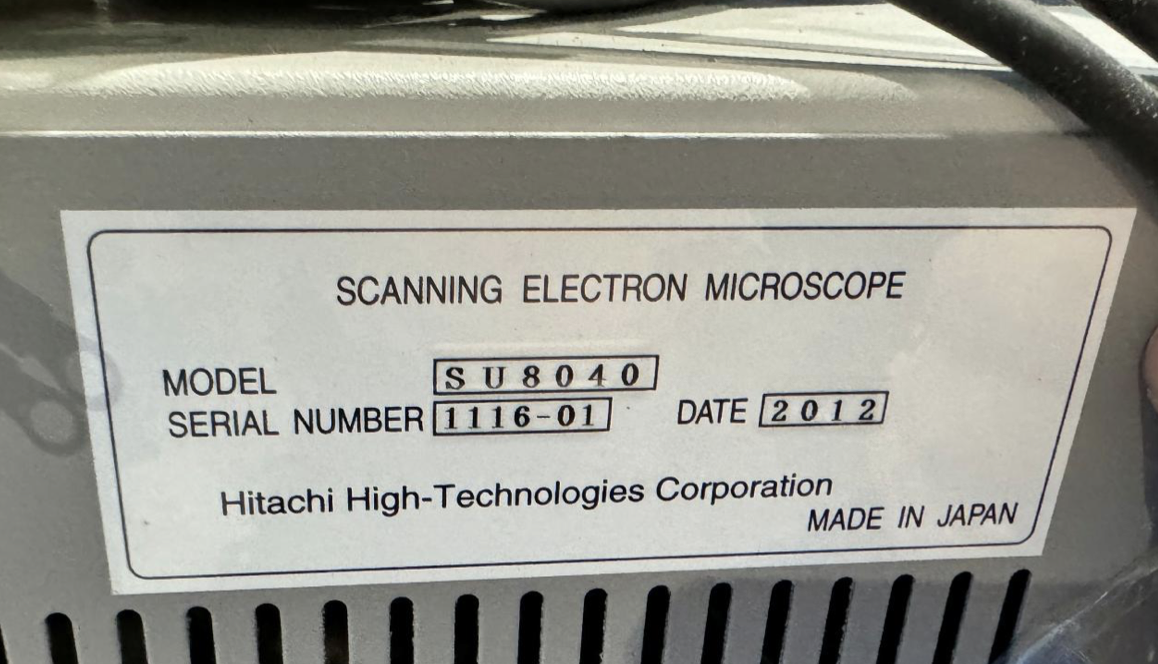 SCANNING ELECTRON MICROSCOPE
MODEL SU8040
SERIAL NUMBER 1116-01 DATE 2012
Hitachi High-Technologies Corporation
MADE IN JAPAN